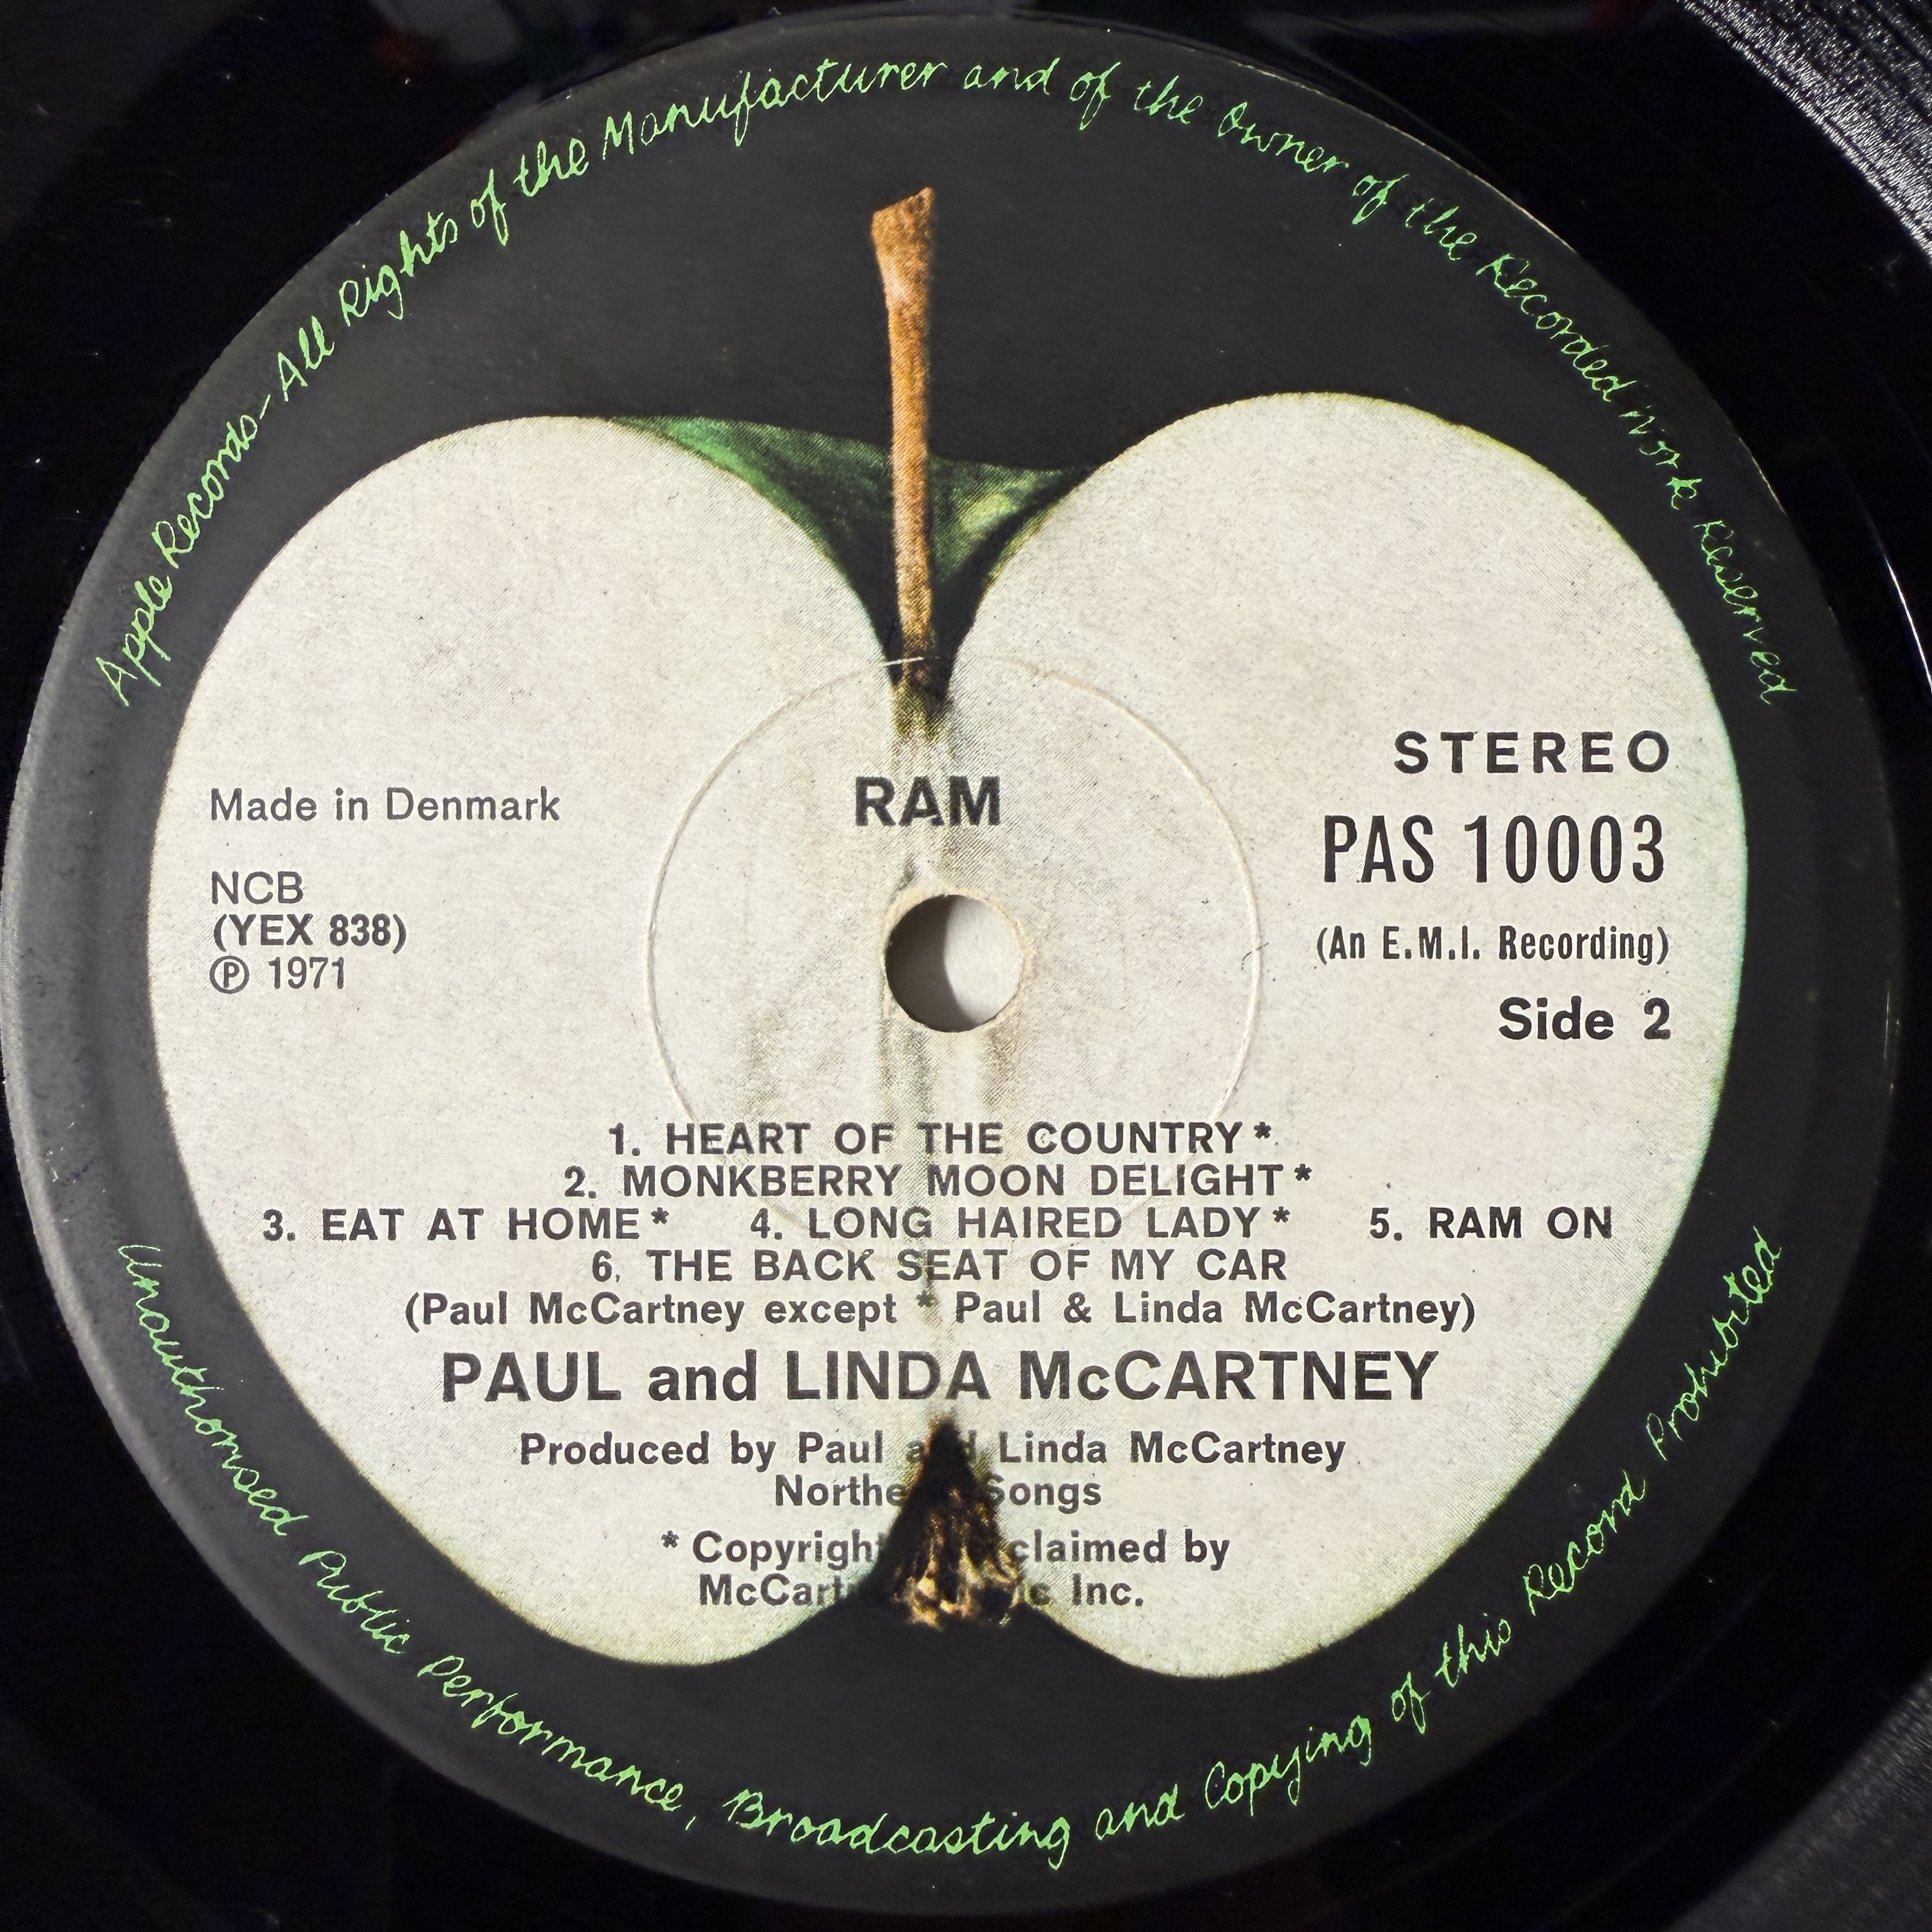 Apple Records-All Rights of the Manufacturer and of the Owner of the Recorded Work Reserved
RAM
Made in Denmark
NCB
(YEX 838)
Ⓟ 1971
STEREO
PAS 10003
(An E.M.I. Recording)
Side 2
1. HEART OF THE COUNTRY*
2. MONKBERRY MOON DELIGHT*
3. EAT AT HOME* 4. LONG HAIRED LADY* 5. RAM ON
6. THE BACK SEAT OF MY CAR
(Paul McCartney except * Paul & Linda McCartney)
PAUL and LINDA McCARTNEY
Produced by Paul and Linda McCartney
Northern Songs
* Copyright claimed by
McCartney Inc.
Unauthorised Public Performance, Broadcasting and Copying of this Record Prohibited